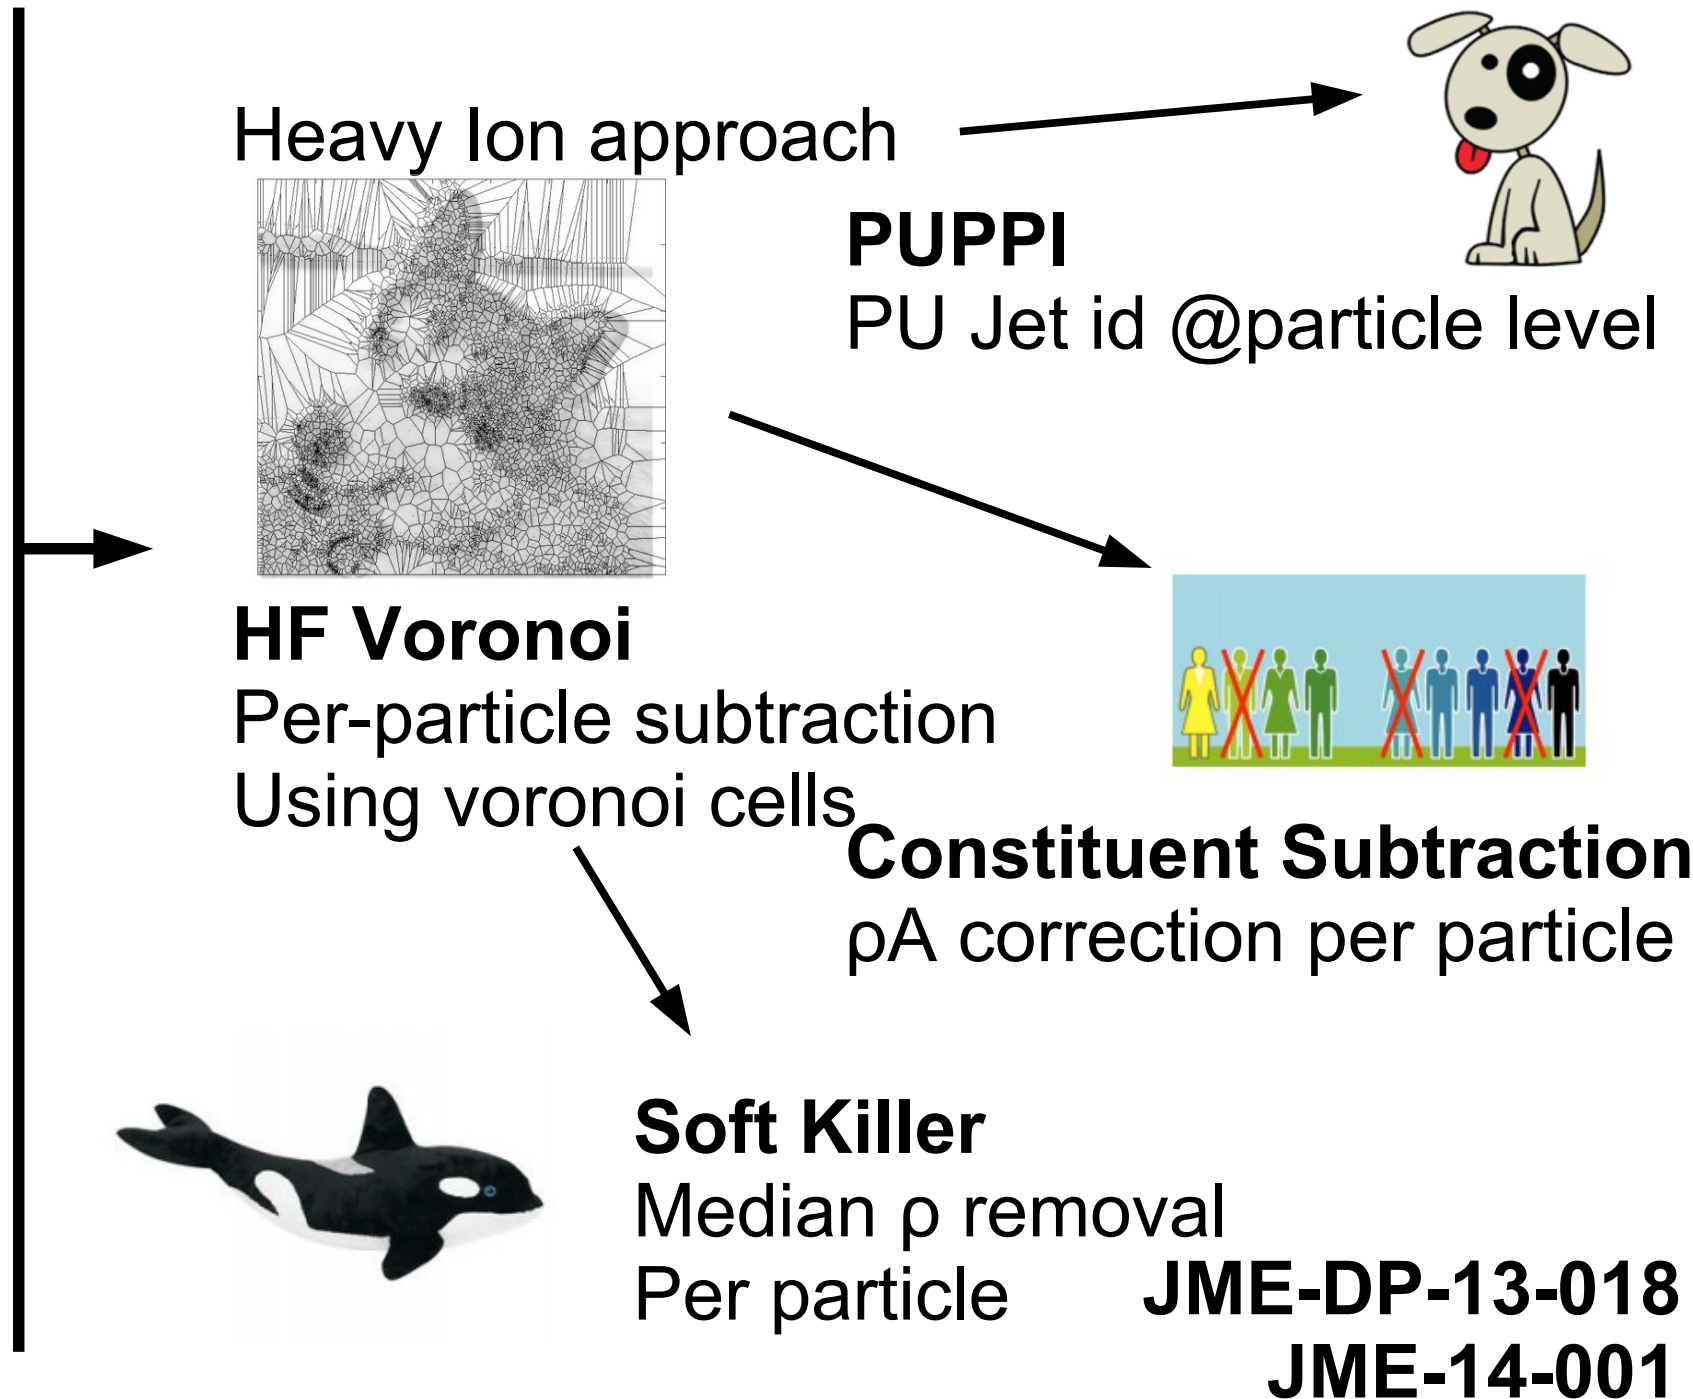 Heavy Ion approach
PUPPI
PU Jet id @particle level
HF Voronoi
Per-particle subtraction
Using voronoi cells
Constituent Subtraction
ρA correction per particle
Soft Killer
Median ρ removal
Per particle
JME-DP-13-018
JME-14-001